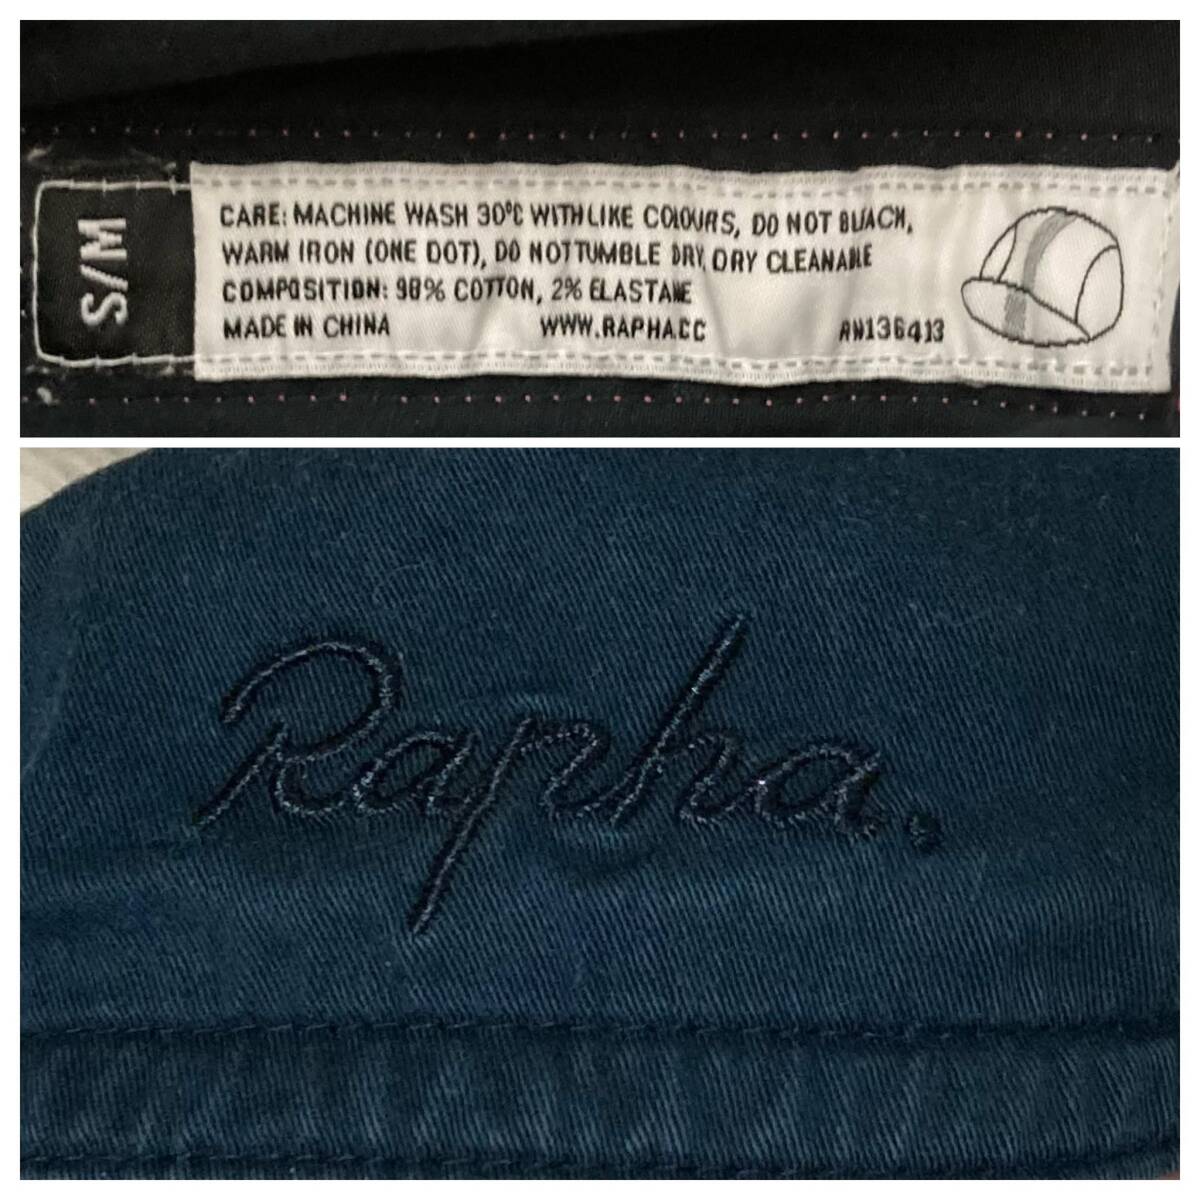 S/M
CARE: MACHINE WASH 30°C WITH LIKE COLOURS, DO NOT BLEACH,
WARM IRON (ONE DOT), DO NOT TUMBLE DRY, DRY CLEANABLE
COMPOSITION: 98% COTTON, 2% ELASTANE
MADE IN CHINA WWW.RAPHA.CC RN136413
Rapha.